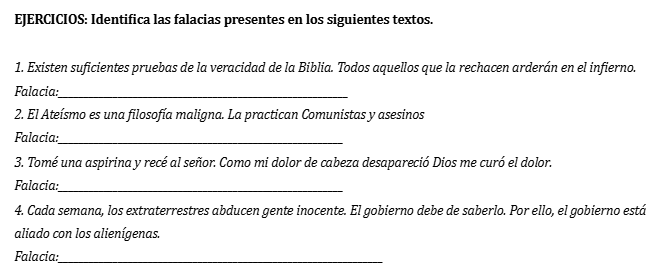 EJERCICIOS: Identifica las falacias presentes en los siguientes textos.
1. Existen suficientes pruebas de la veracidad de la Biblia. Todos aquellos que la rechacen arderán en el infierno.
Falacia:____________________________________________________
2. El Ateísmo es una filosofía maligna. La practican Comunistas y asesinos
Falacia:___________________________________________________
3. Tomé una aspirina y recé al señor. Como mi dolor de cabeza desapareció Dios me curó el dolor.
Falacia:___________________________________________________
4. Cada semana, los extraterrestres abducen gente inocente. El gobierno debe de saberlo. Por ello, el gobierno está
aliado con los alienígenas.
Falacia:__________________________________________________________